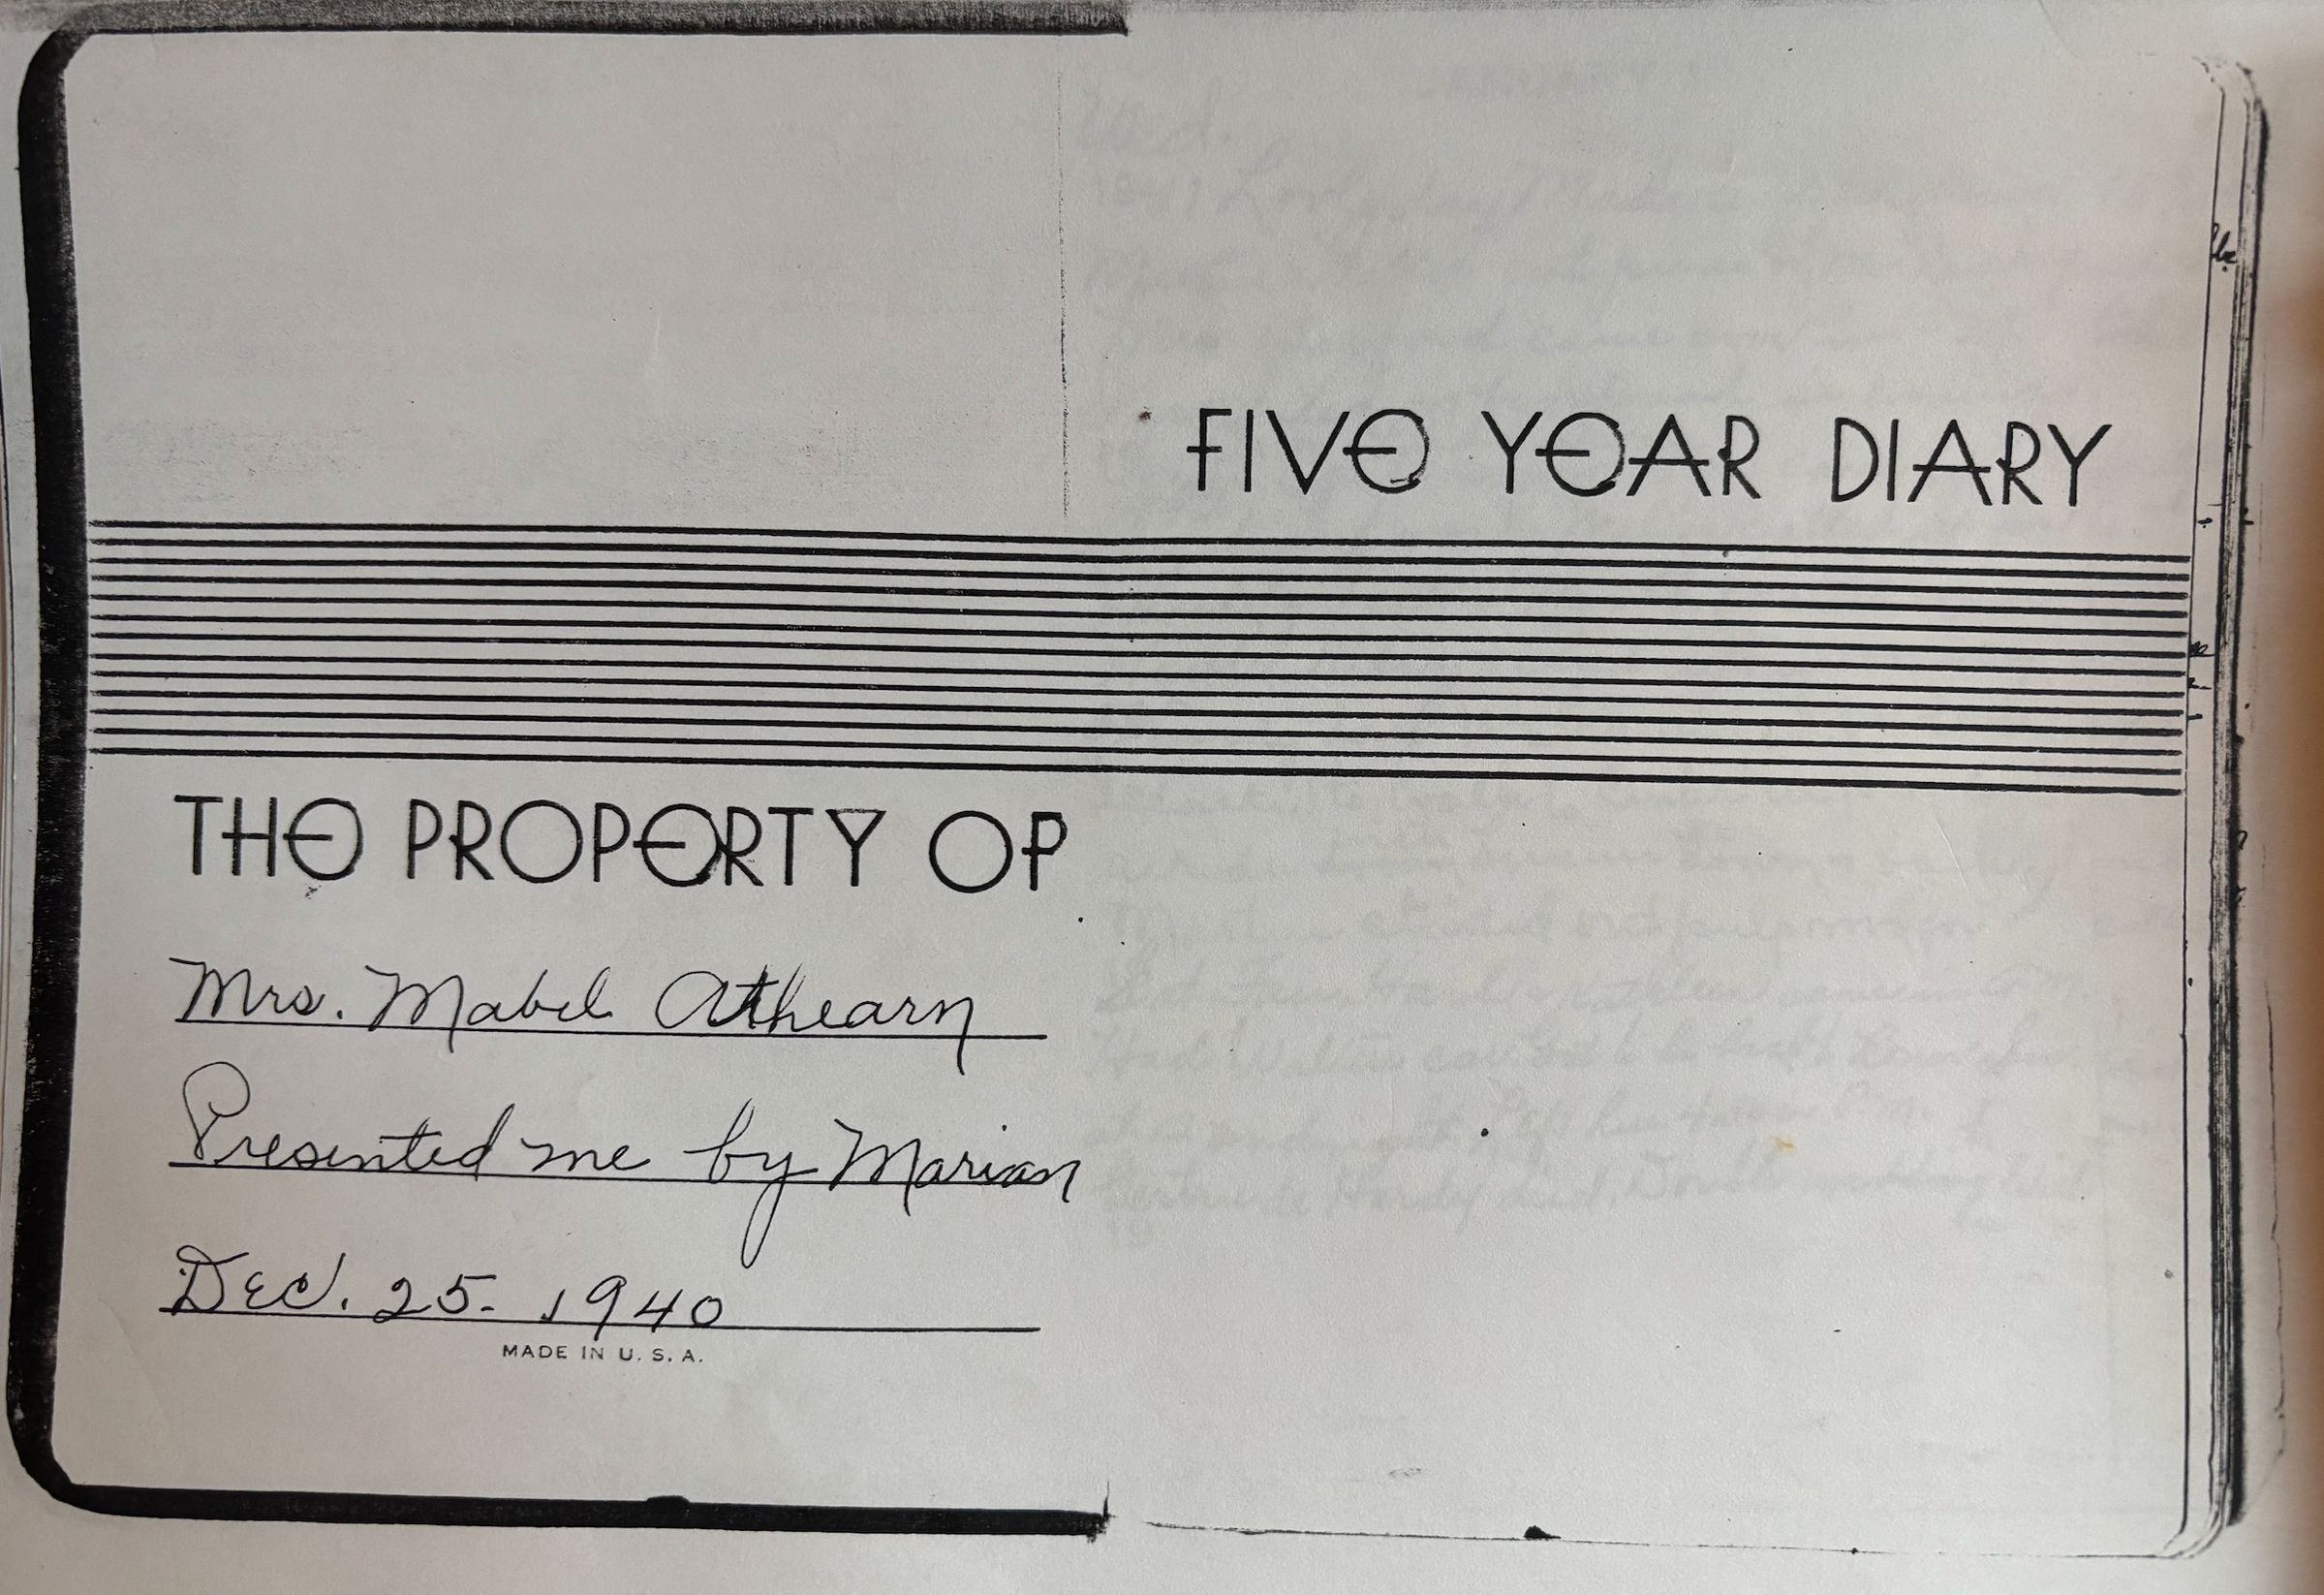 FIVE YEAR DIARY
THE PROPERTY OF
Mrs. Mabel Athearn
Presented me by Marian
Dec. 25. 1940
MADE IN U. S. A.